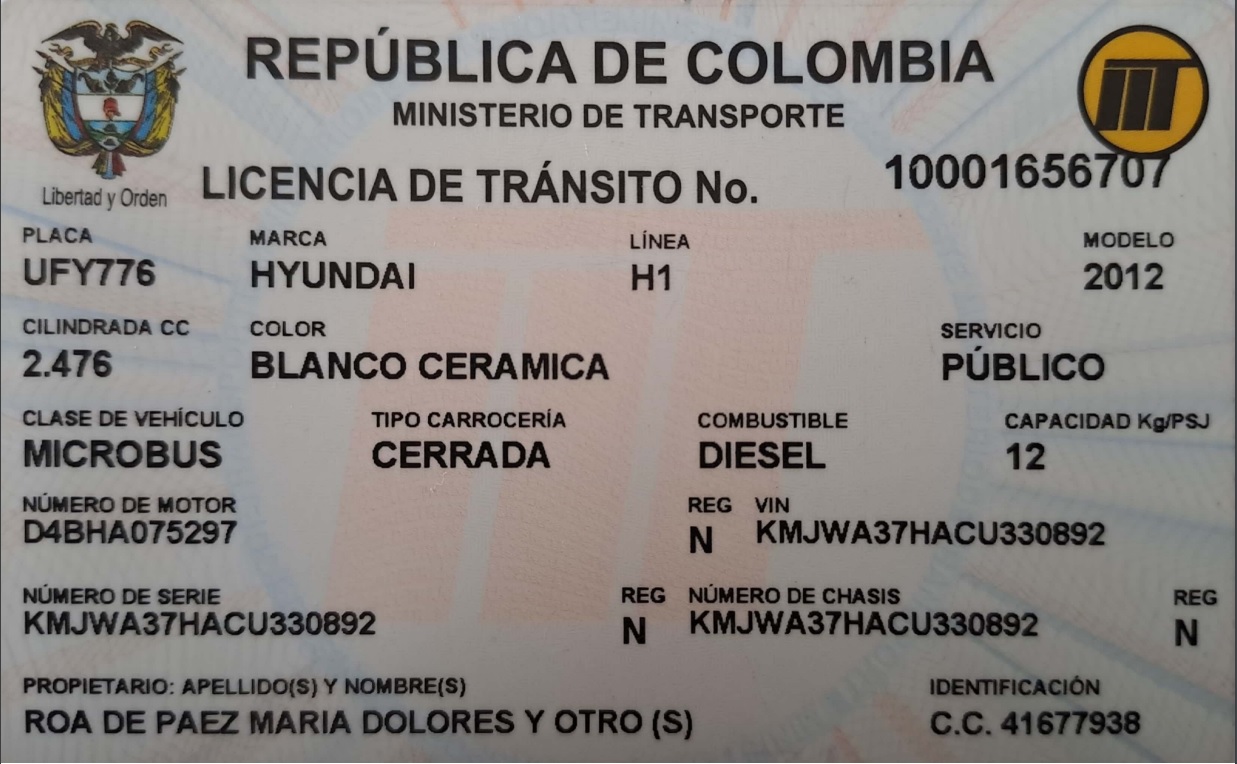 REPÚBLICA DE COLOMBIA
MINISTERIO DE TRANSPORTE
Libertad y Orden
LICENCIA DE TRÁNSITO No. 10001656707
PLACA MARCA LÍNEA MODELO
UFY776 HYUNDAI H1 2012
CILINDRADA CC COLOR SERVICIO
2.476 BLANCO CERAMICA PÚBLICO
CLASE DE VEHÍCULO TIPO CARROCERÍA COMBUSTIBLE CAPACIDAD Kg/PSJ
MICROBUS CERRADA DIESEL 12
NÚMERO DE MOTOR REG VIN
D4BHA075297 N KMJWA37HACU330892
NÚMERO DE SERIE REG NÚMERO DE CHASIS REG
KMJWA37HACU330892 N KMJWA37HACU330892 N
PROPIETARIO: APELLIDO(S) Y NOMBRE(S) IDENTIFICACIÓN
ROA DE PAEZ MARIA DOLORES Y OTRO (S) C.C. 41677938